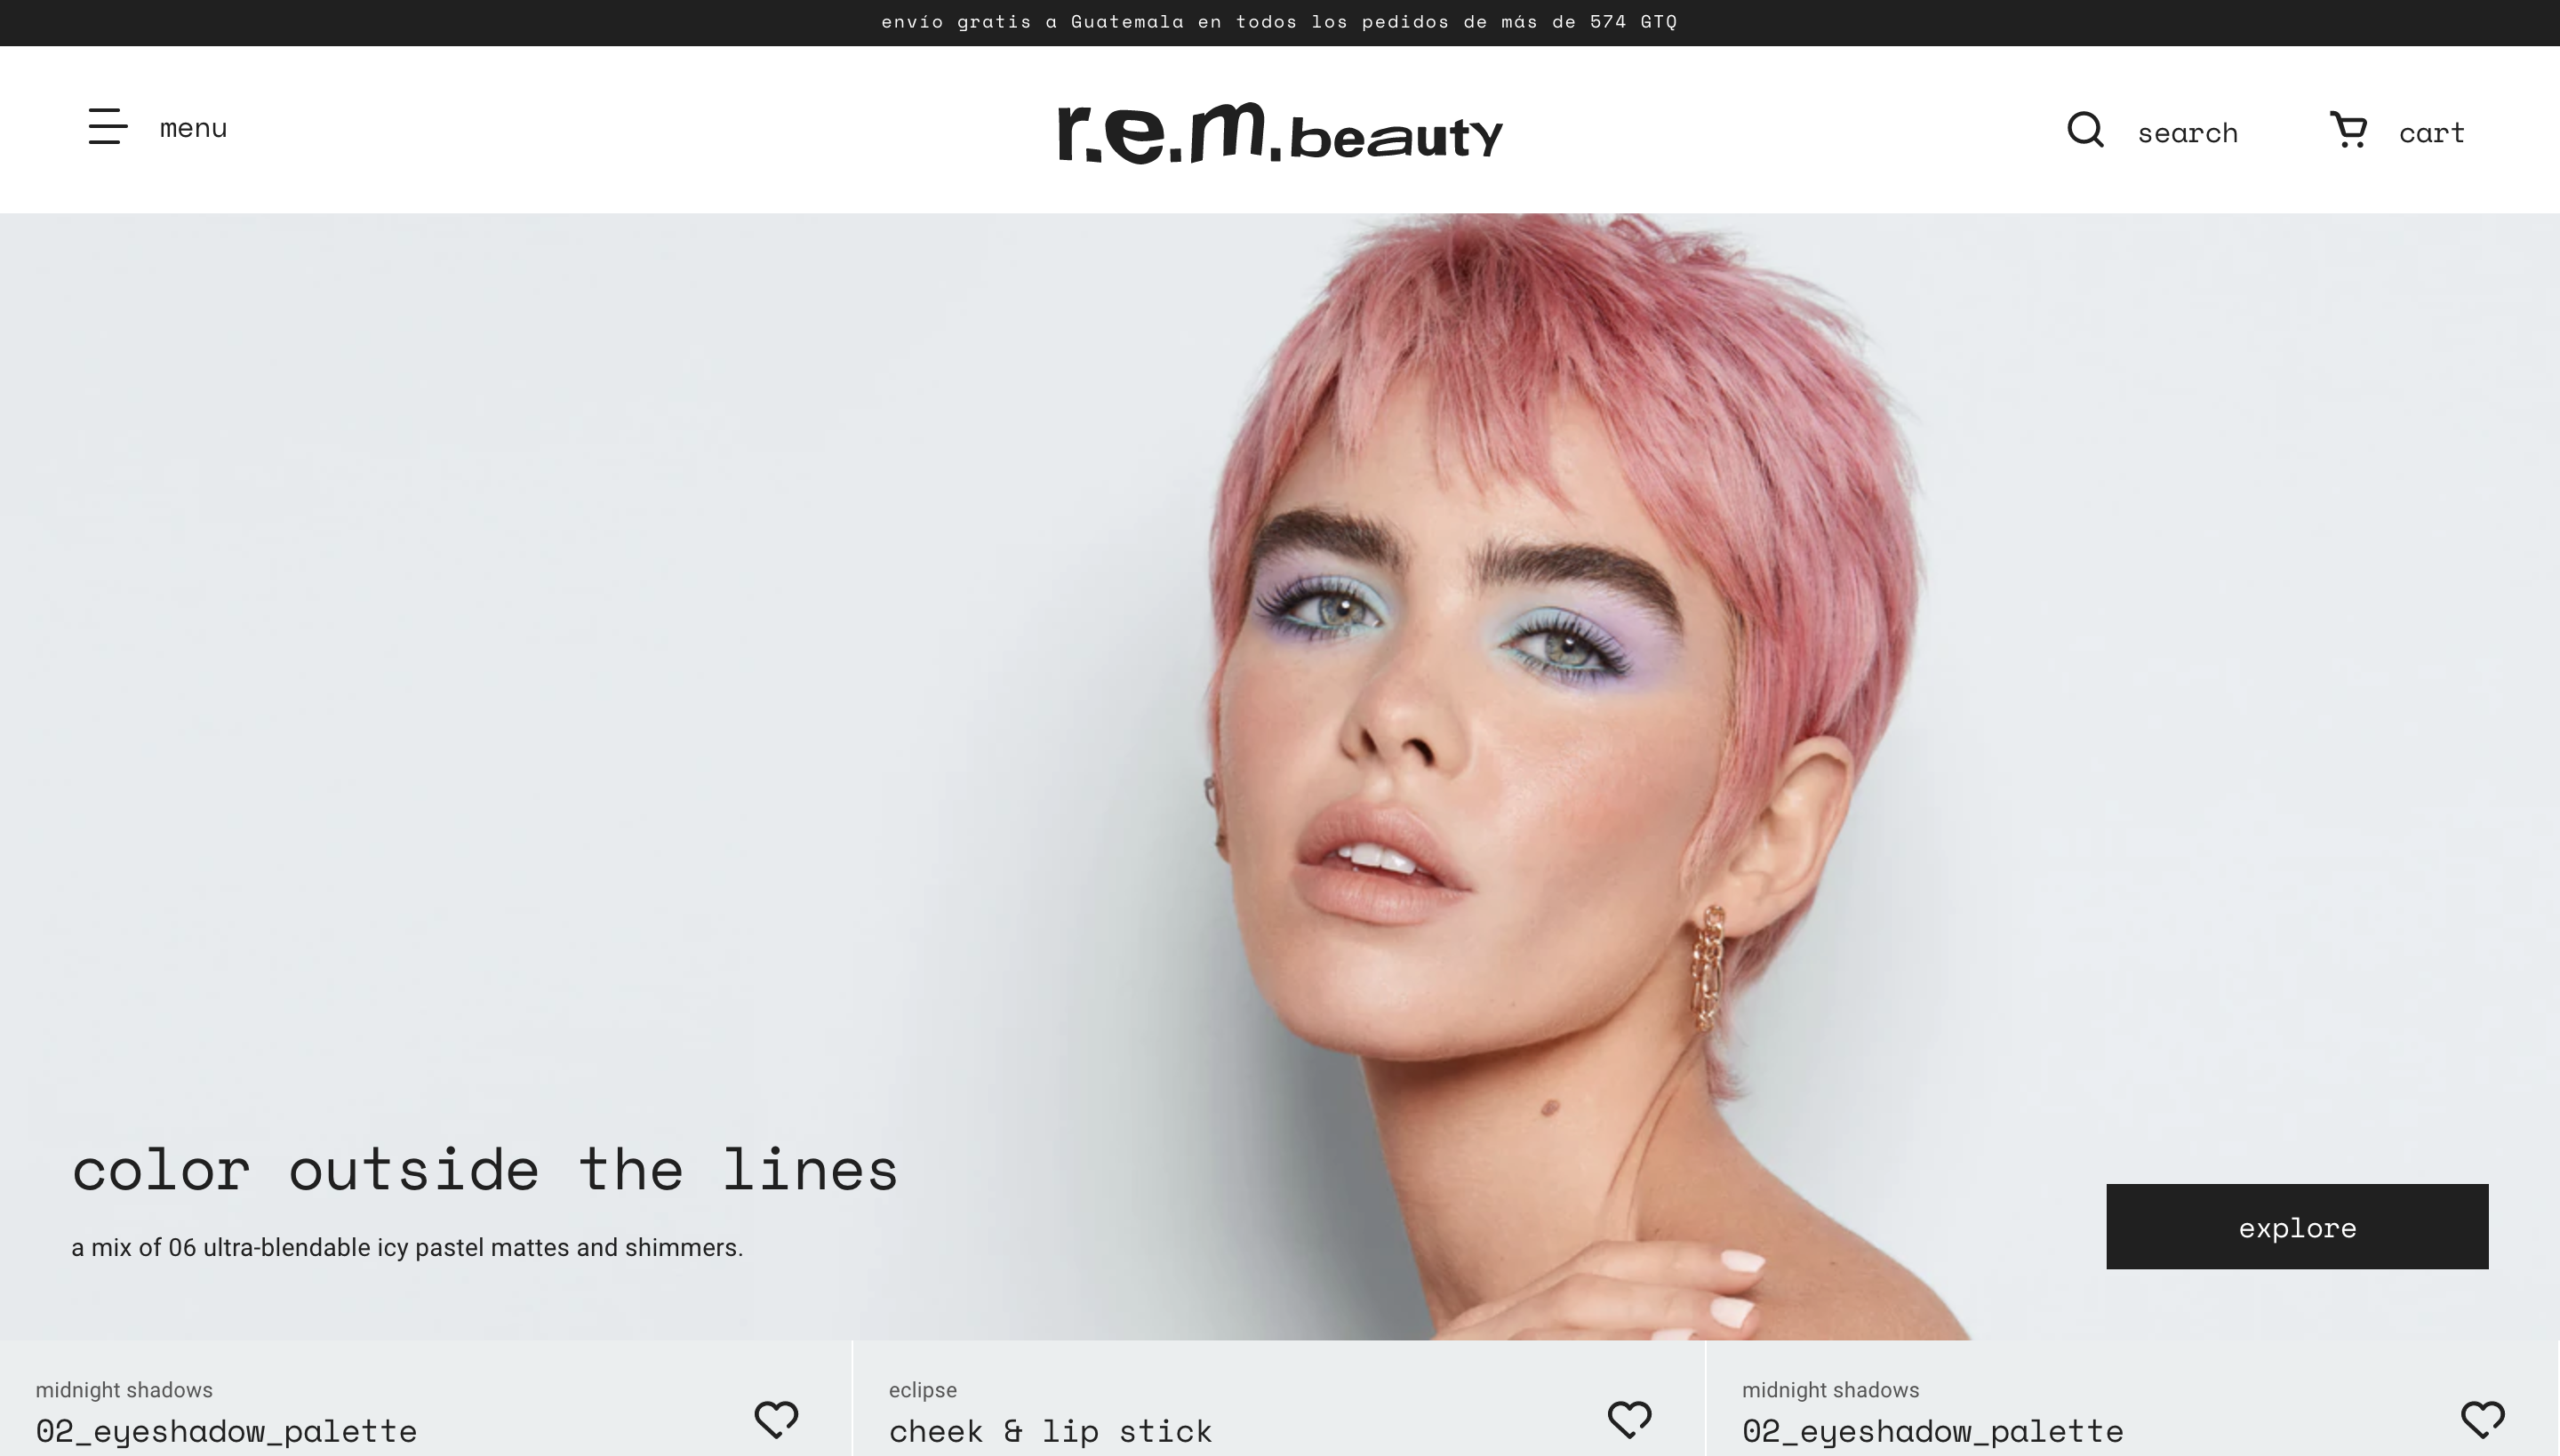 envío gratis a Guatemala en todos los pedidos de más de 574 GTQ
menu
r.e.m.beauty
search
cart
color outside the lines
a mix of 06 ultra-blendable icy pastel mattes and shimmers.
explore
midnight shadows
02_eyeshadow_palette
eclipse
cheek & lip stick
midnight shadows
02_eyeshadow_palette